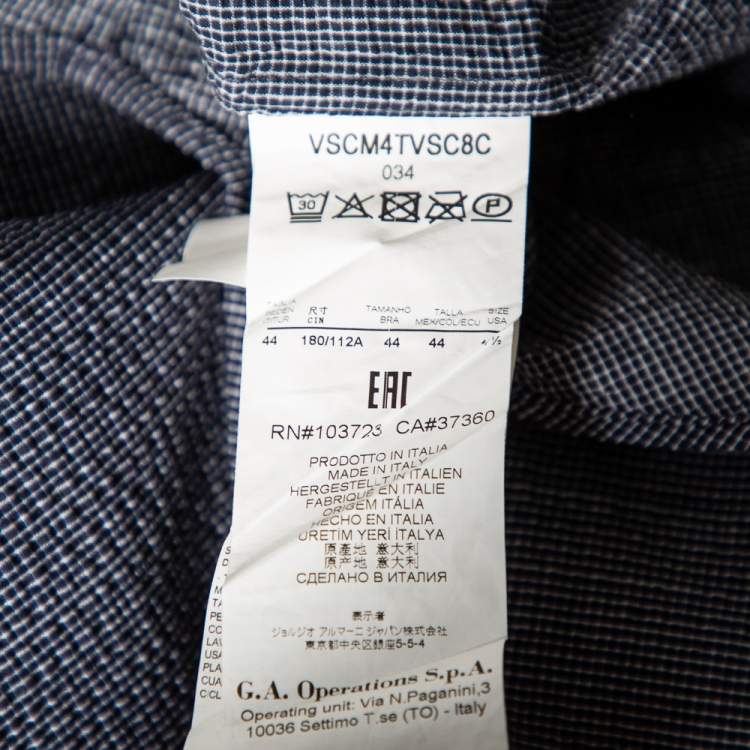 VSCM4TVSC8C
034
30 P
TAGLIA 尺寸 TAMANHO TALLA SIZE
CIN BRA MEX/COL/ECU USA
44 180/112A 44 44
EAC
RN#103723 CA#37360
PRODOTTO IN ITALIA
MADE IN ITALY
HERGESTELLT IN ITALIEN
FABRIQUE EN ITALIE
ORIGEM ITÁLIA
HECHO EN ITALIA
ÜRETİM YERİ İTALYA
原產地 意大利
原产地 意大利
СДЕЛАНО В ИТАЛИЯ
表示者
ジョルジオ アルマーニ ジャパン株式会社
東京都中央区銀座5-5-4
G.A. Operations S.p.A.
Operating unit: Via N.Paganini,3
10036 Settimo T.se (TO) - Italy